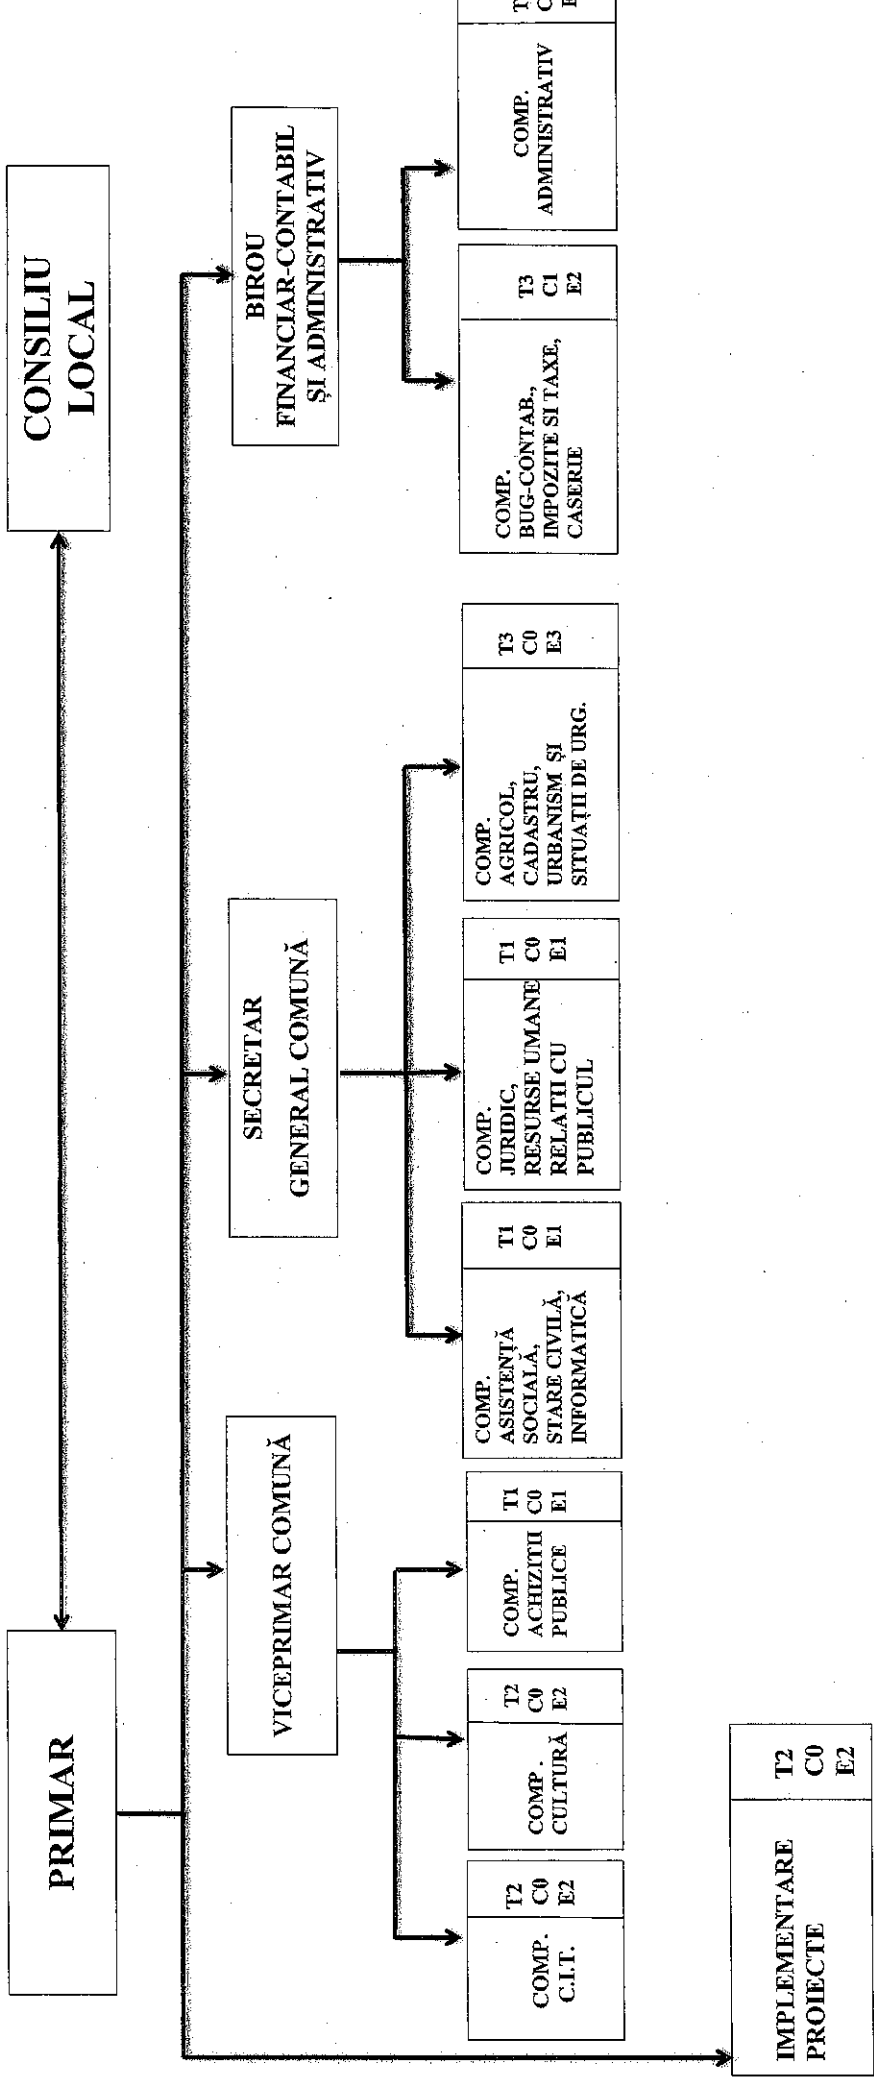 PRIMAR
CONSILIU
LOCAL
VICEPRIMAR COMUNĂ
SECRETAR
GENERAL COMUNĂ
BIROU
FINANCIAR-CONTABIL
ȘI ADMINISTRATIV
COMP.
C.I.T.
T2
C0
E2
COMP.
CULTURĂ
T2
C0
E2
COMP.
ACHIZITII
PUBLICE
T1
C0
E1
COMP.
ASISTENȚĂ
SOCIALĂ,
STARE CIVILĂ,
INFORMATICĂ
T1
C0
E1
COMP.
JURIDIC,
RESURSE UMANE
RELATII CU
PUBLICUL
T1
C0
E1
COMP.
AGRICOL,
CADASTRU,
URBANISM ȘI
SITUAȚII DE URG.
T3
C0
E3
COMP.
BUG-CONTAB.,
IMPOZITE SI TAXE,
CASERIE
T3
C1
E2
COMP.
ADMINISTRATIV
IMPLEMENTARE
PROIECTE
T2
C0
E2